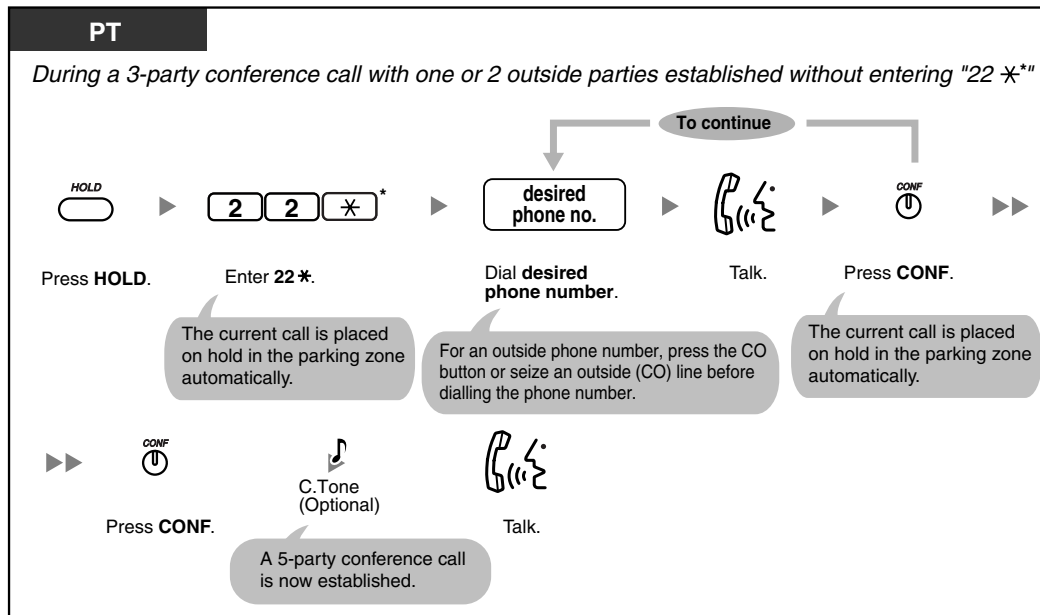 PT
During a 3-party conference call with one or 2 outside parties established without entering "22 ✳*"
To continue
HOLD
2 2 ✳ *
desired
phone no.
CONF
Press HOLD.
Enter 22 ✳.
Dial desired
phone number.
Talk.
Press CONF.
The current call is placed
on hold in the parking zone
automatically.
For an outside phone number, press the CO
button or seize an outside (CO) line before
dialling the phone number.
The current call is placed
on hold in the parking zone
automatically.
CONF
C.Tone
(Optional)
Press CONF.
Talk.
A 5-party conference call
is now established.